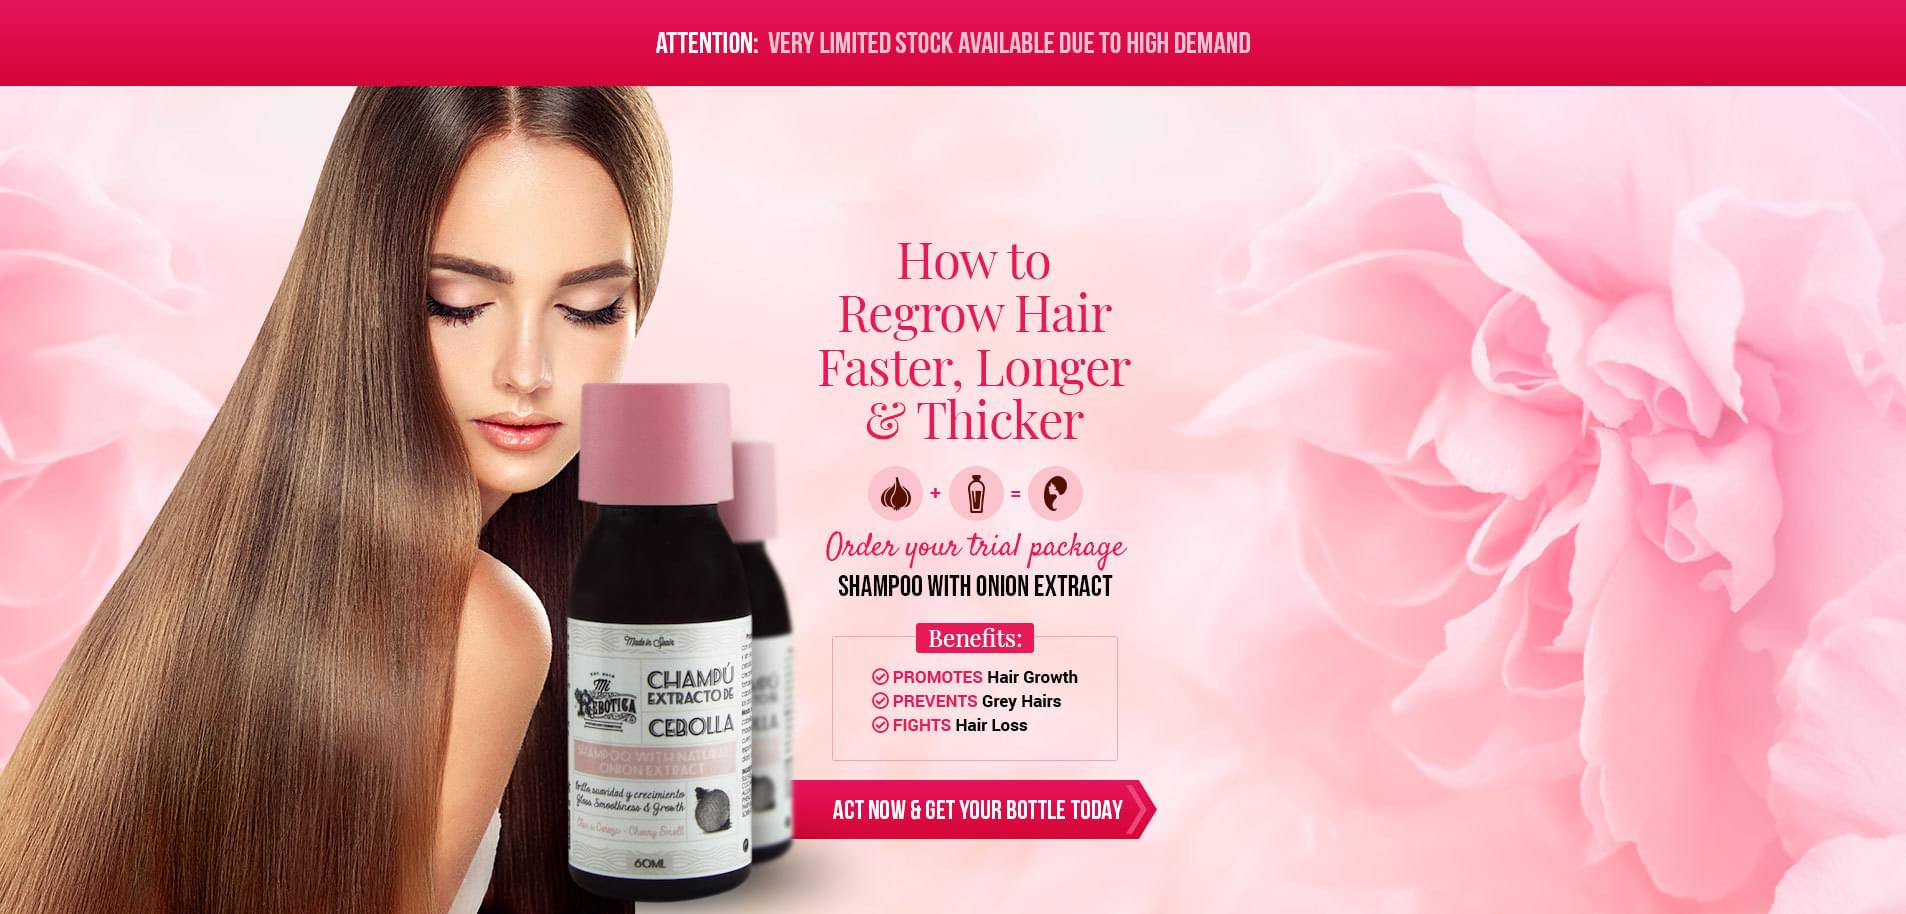 ATTENTION: VERY LIMITED STOCK AVAILABLE DUE TO HIGH DEMAND
How to
Regrow Hair
Faster, Longer
& Thicker
+ =
Order your trial package
SHAMPOO WITH ONION EXTRACT
Benefits:
PROMOTES Hair Growth
PREVENTS Grey Hairs
FIGHTS Hair Loss
ACT NOW & GET YOUR BOTTLE TODAY
Made in Spain
Mi
REBOTICA
CHAMPÚ
EXTRACTO DE
CEBOLLA
SHAMPOO WITH NATURAL
ONION EXTRACT
Brillo, suavidad y crecimiento
Gloss, Smoothness & Growth
Cherry Smell
60ML